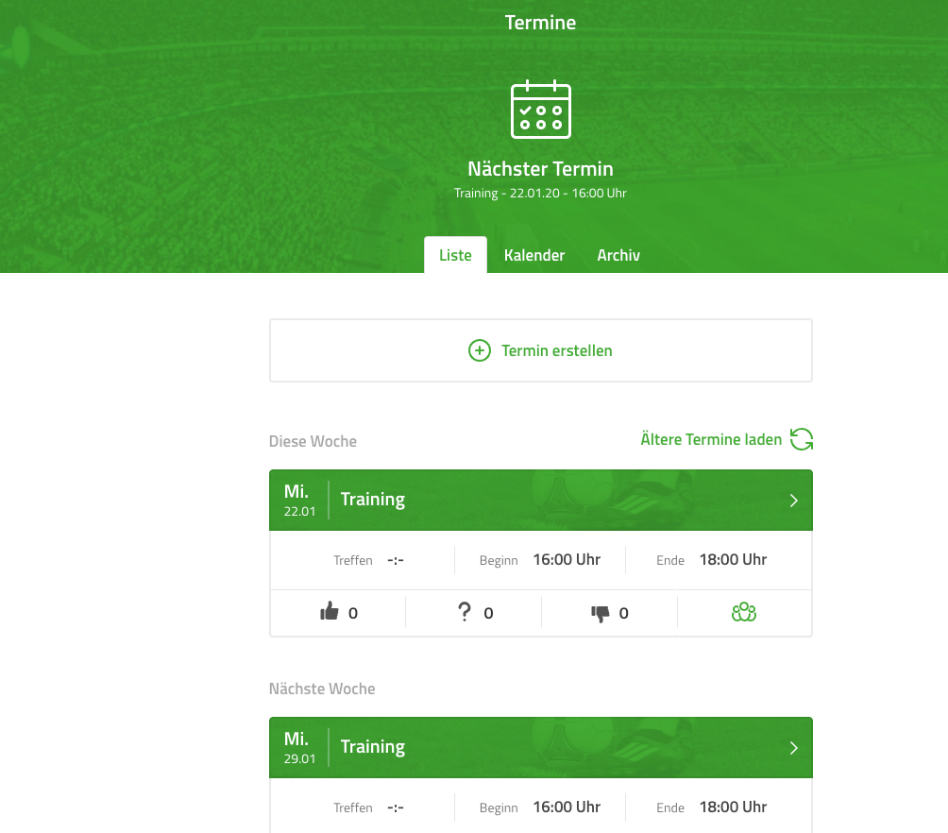 Termine
Nächster Termin
Training - 22.01.20 - 16:00 Uhr
Liste Kalender Archiv
Termin erstellen
Diese Woche
Ältere Termine laden
Mi.
22.01
Training
Treffen -:- Beginn 16:00 Uhr Ende 18:00 Uhr
0 ? 0 0
Nächste Woche
Mi.
29.01
Training
Treffen -:- Beginn 16:00 Uhr Ende 18:00 Uhr